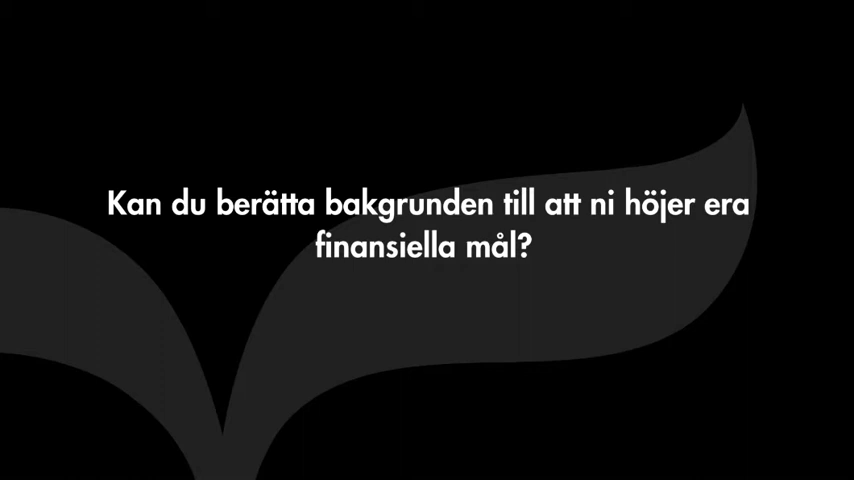 Kan du berätta bakgrunden till att ni höjer era
finansiella mål?